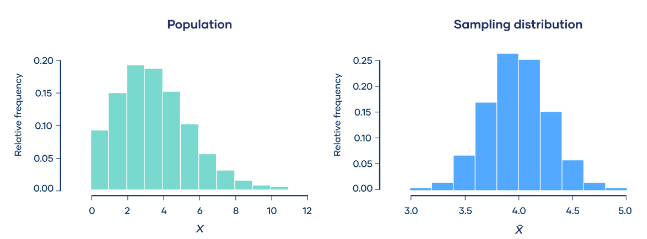 Population
Relative frequency
0.20
0.15
0.10
0.05
0.00
0 2 4 6 8 10 12
X
Sampling distribution
Relative frequency
0.25
0.20
0.15
0.10
0.05
0.00
3.0 3.5 4.0 4.5 5.0
X̄